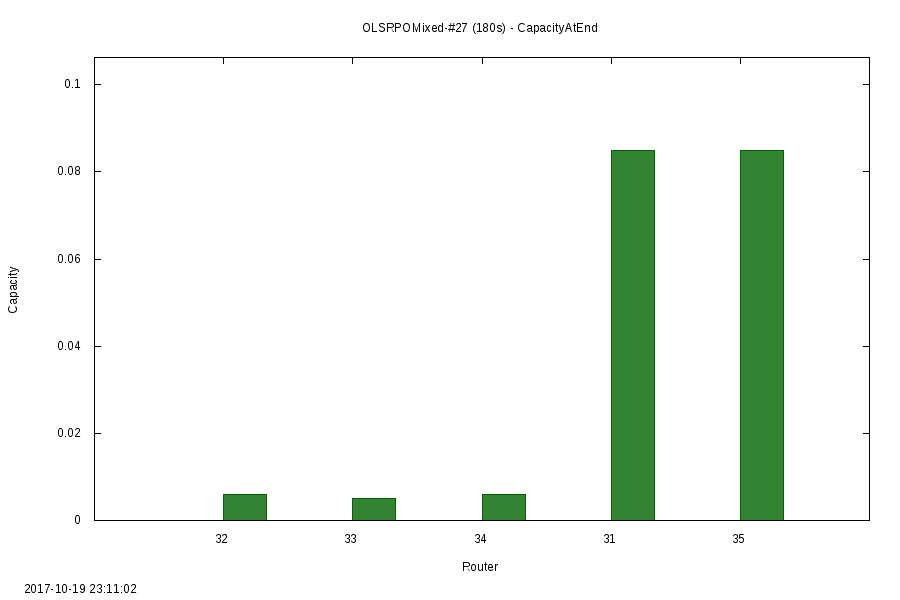 OLSRPOMixed-#27 (180s) - CapacityAtEnd
0.1
0.08
0.06
0.04
0.02
0
Capacity
32 33 34 31 35
Router
2017-10-19 23:11:02